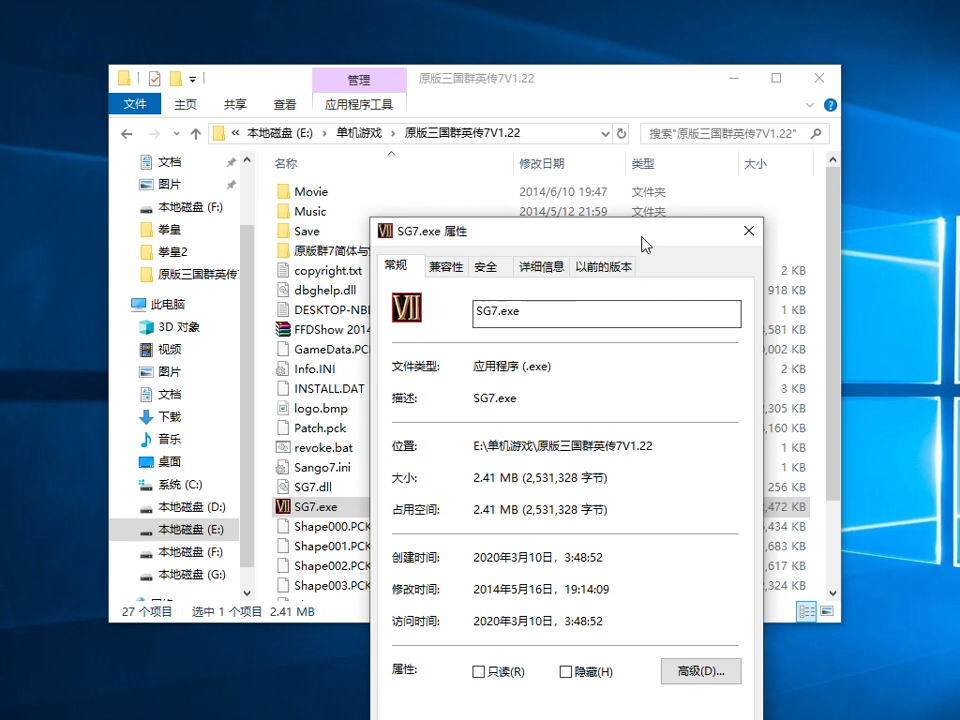 管理
原版三国群英传7V1.22
文件
主页
共享
查看
应用程序工具
« 本地磁盘 (E:) › 单机游戏 › 原版三国群英传7V1.22
搜索"原版三国群英传7V1.22"
文档
图片
本地磁盘 (F:)
拳皇
拳皇2
原版三国群英传
此电脑
3D 对象
视频
图片
文档
下载
音乐
桌面
系统 (C:)
本地磁盘 (D:)
本地磁盘 (E:)
本地磁盘 (F:)
本地磁盘 (G:)
名称 修改日期 类型 大小
Movie 2014/6/10 19:47 文件夹
Music 2014/5/12 21:59 文件夹
Save
原版群7简体与
copyright.txt 2 KB
dbghelp.dll 918 KB
DESKTOP-NB 1 KB
FFDShow 2014 ,581 KB
GameData.PC ,002 KB
Info.INI 2 KB
INSTALL.DAT 3 KB
logo.bmp ,305 KB
Patch.pck ,160 KB
revoke.bat 1 KB
Sango7.ini 1 KB
SG7.dll 256 KB
SG7.exe ,472 KB
Shape000.PCK ,434 KB
Shape001.PCK ,683 KB
Shape002.PCK ,617 KB
Shape003.PCK ,324 KB
27 个项目 选中 1 个项目 2.41 MB
VII SG7.exe 属性
常规 兼容性 安全 详细信息 以前的版本
VII
SG7.exe
文件类型: 应用程序 (.exe)
描述: SG7.exe
位置: E:\单机游戏\原版三国群英传7V1.22
大小: 2.41 MB (2,531,328 字节)
占用空间: 2.41 MB (2,531,328 字节)
创建时间: 2020年3月10日，3:48:52
修改时间: 2014年5月16日，19:14:09
访问时间: 2020年3月10日，3:48:52
属性: 只读(R) 隐藏(H) 高级(D)...